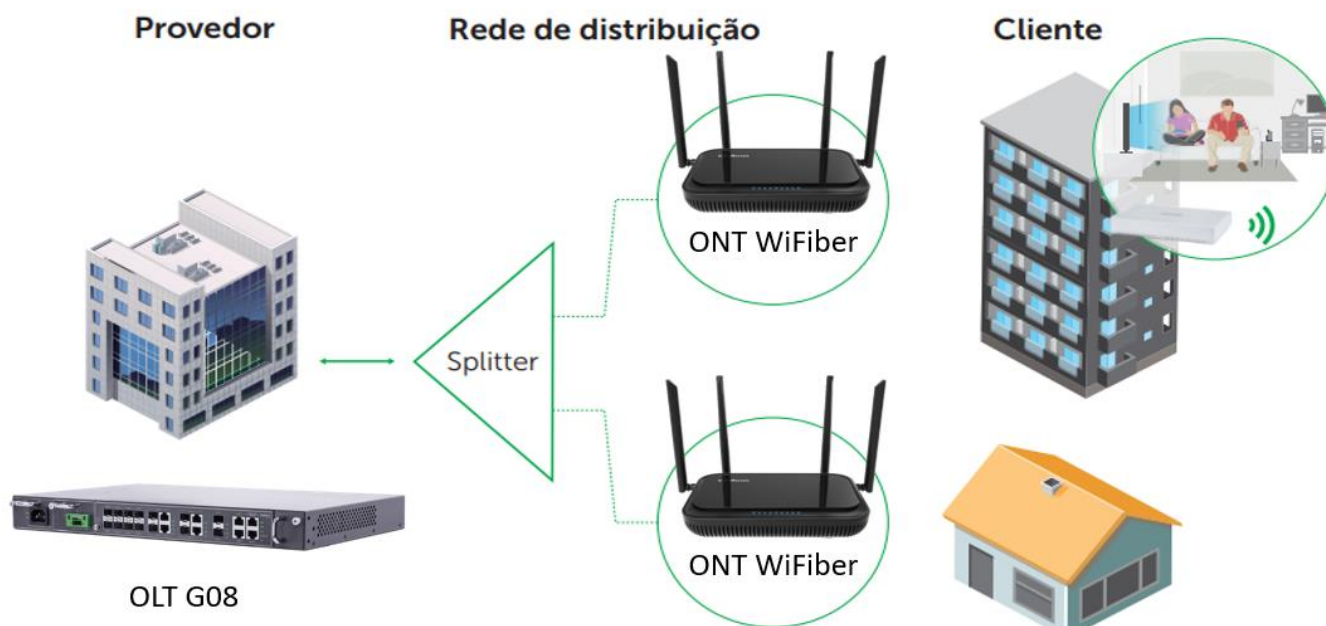 Provedor
Rede de distribuição
Cliente
ONT WiFiber
Splitter
ONT WiFiber
OLT G08